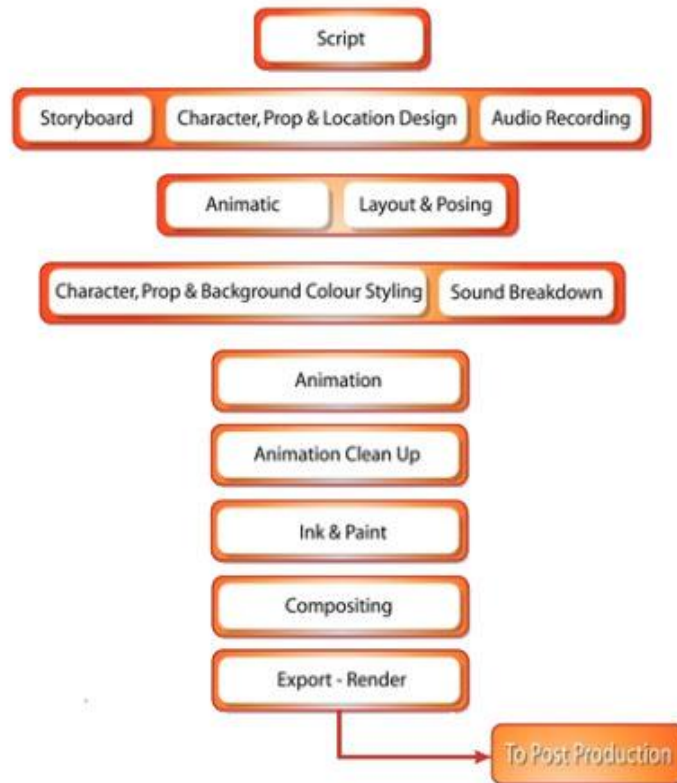 Script
Storyboard
Character, Prop & Location Design
Audio Recording
Animatic
Layout & Posing
Character, Prop & Background Colour Styling
Sound Breakdown
Animation
Animation Clean Up
Ink & Paint
Compositing
Export - Render
To Post Production